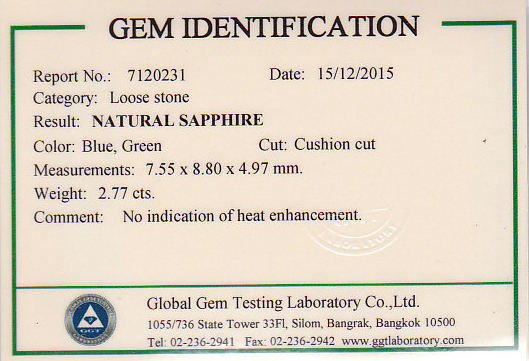 GEM IDENTIFICATION
Report No.: 7120231 Date: 15/12/2015
Category: Loose stone
Result: NATURAL SAPPHIRE
Color: Blue, Green Cut: Cushion cut
Measurements: 7.55 x 8.80 x 4.97 mm.
Weight: 2.77 cts.
Comment: No indication of heat enhancement.
LABORATORY
GGT
Global Gem Testing Laboratory Co.,Ltd.
1055/736 State Tower 33Fl, Silom, Bangrak, Bangkok 10500
Tel: 02-236-2941 Fax: 02-236-2942 www.ggtlaboratory.com